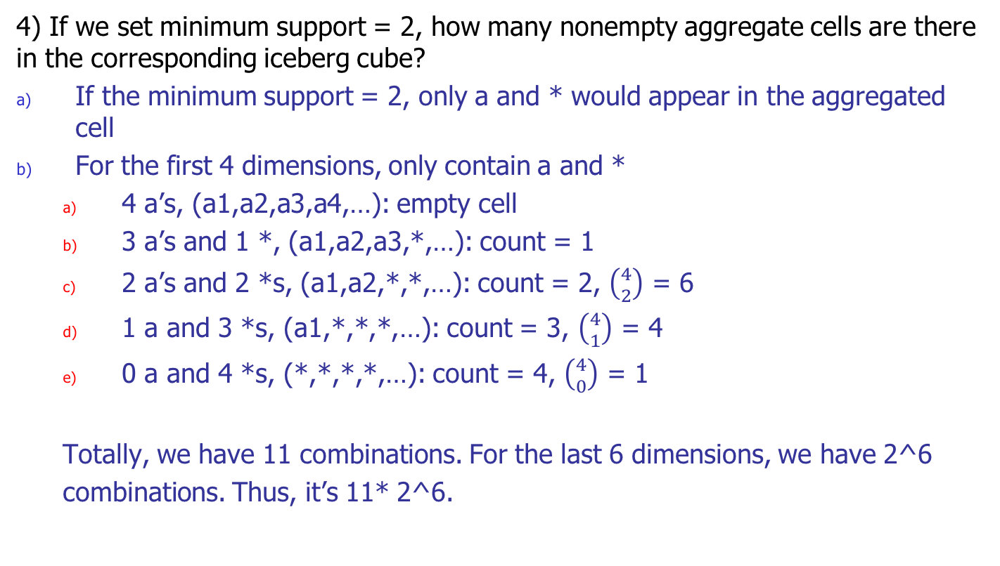 4) If we set minimum support = 2, how many nonempty aggregate cells are there
in the corresponding iceberg cube?
a) If the minimum support = 2, only a and * would appear in the aggregated
cell
b) For the first 4 dimensions, only contain a and *
a) 4 a’s, (a1,a2,a3,a4,…): empty cell
b) 3 a’s and 1 *, (a1,a2,a3,*,…): count = 1
c) 2 a’s and 2 *s, (a1,a2,*,*,…): count = 2, (4 2) = 6
d) 1 a and 3 *s, (a1,*,*,*,…): count = 3, (4 1) = 4
e) 0 a and 4 *s, (*,*,*,*,…): count = 4, (4 0) = 1
Totally, we have 11 combinations. For the last 6 dimensions, we have 2^6
combinations. Thus, it’s 11* 2^6.